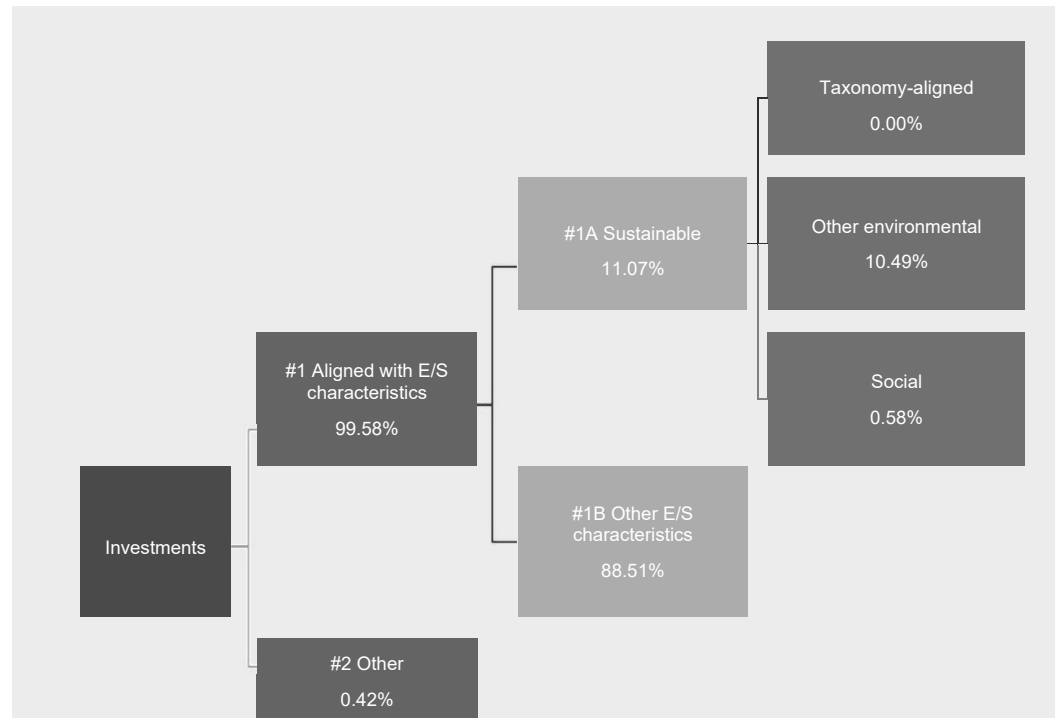 Taxonomy-aligned
0.00%
#1A Sustainable
11.07%
Other environmental
10.49%
#1 Aligned with E/S
characteristics
99.58%
Social
0.58%
Investments
#1B Other E/S
characteristics
88.51%
#2 Other
0.42%